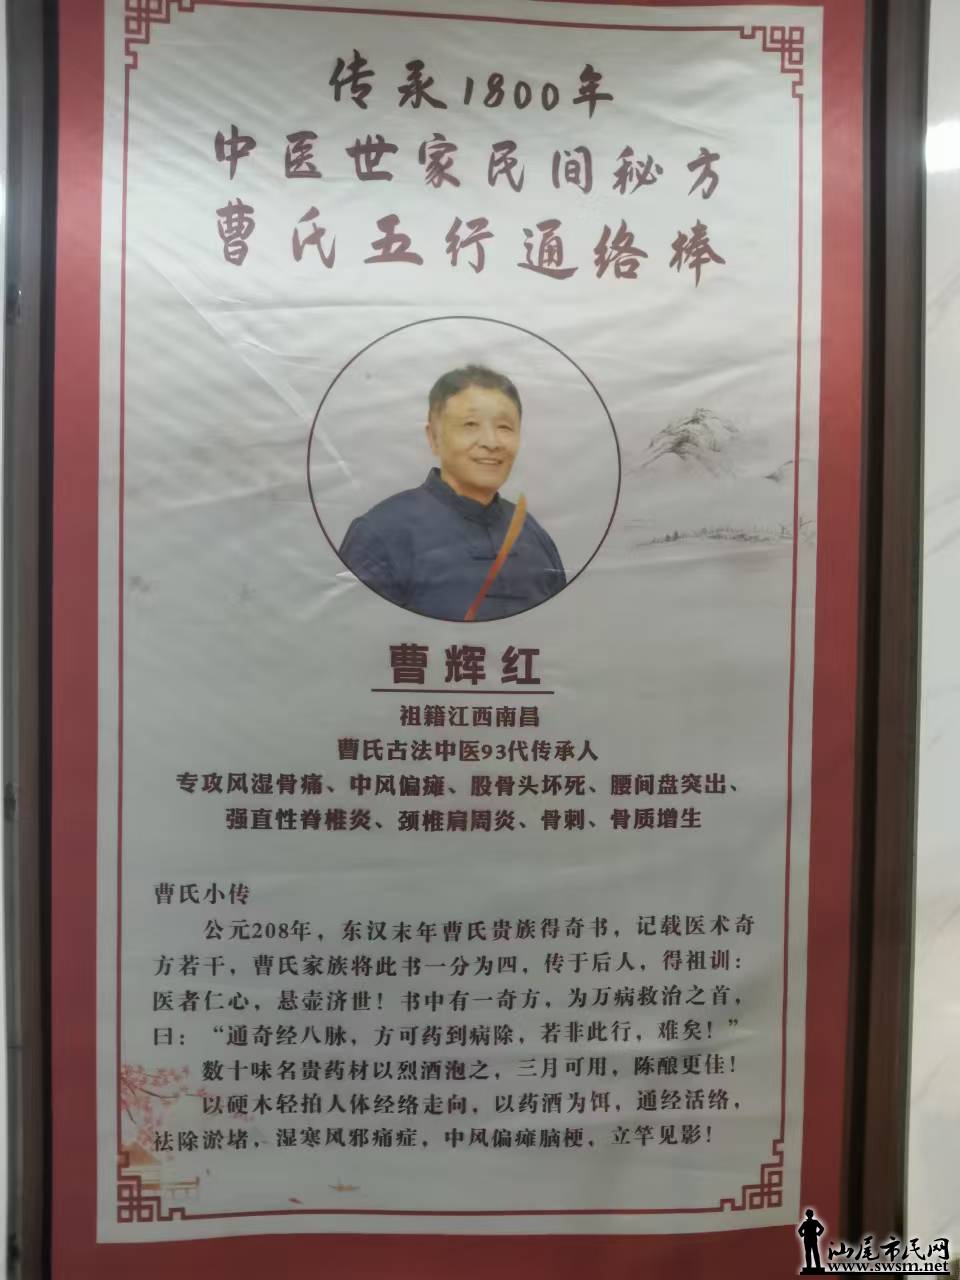 传承1800年
中医世家民间秘方
曹氏五行通络棒
曹辉红
祖籍江西南昌
曹氏古法中医93代传承人
专攻风湿骨痛、中风偏瘫、股骨头坏死、腰间盘突出、
强直性脊椎炎、颈椎肩周炎、骨刺、骨质增生
曹氏小传
公元208年，东汉末年曹氏贵族得奇书，记载医术奇
方若干，曹氏家族将此书一分为四，传于后人，得祖训：
医者仁心，悬壶济世！书中有一奇方，为万病救治之首，
曰：“通奇经八脉，方可药到病除，若非此行，难矣！”
数十味名贵药材以烈酒泡之，三月可用，陈酿更佳！
以硬木轻拍人体经络走向，以药酒为饵，通经活络，
祛除淤堵，湿寒风邪痛症，中风偏瘫脑梗，立竿见影！
汕尾市民网
www.swsm.net